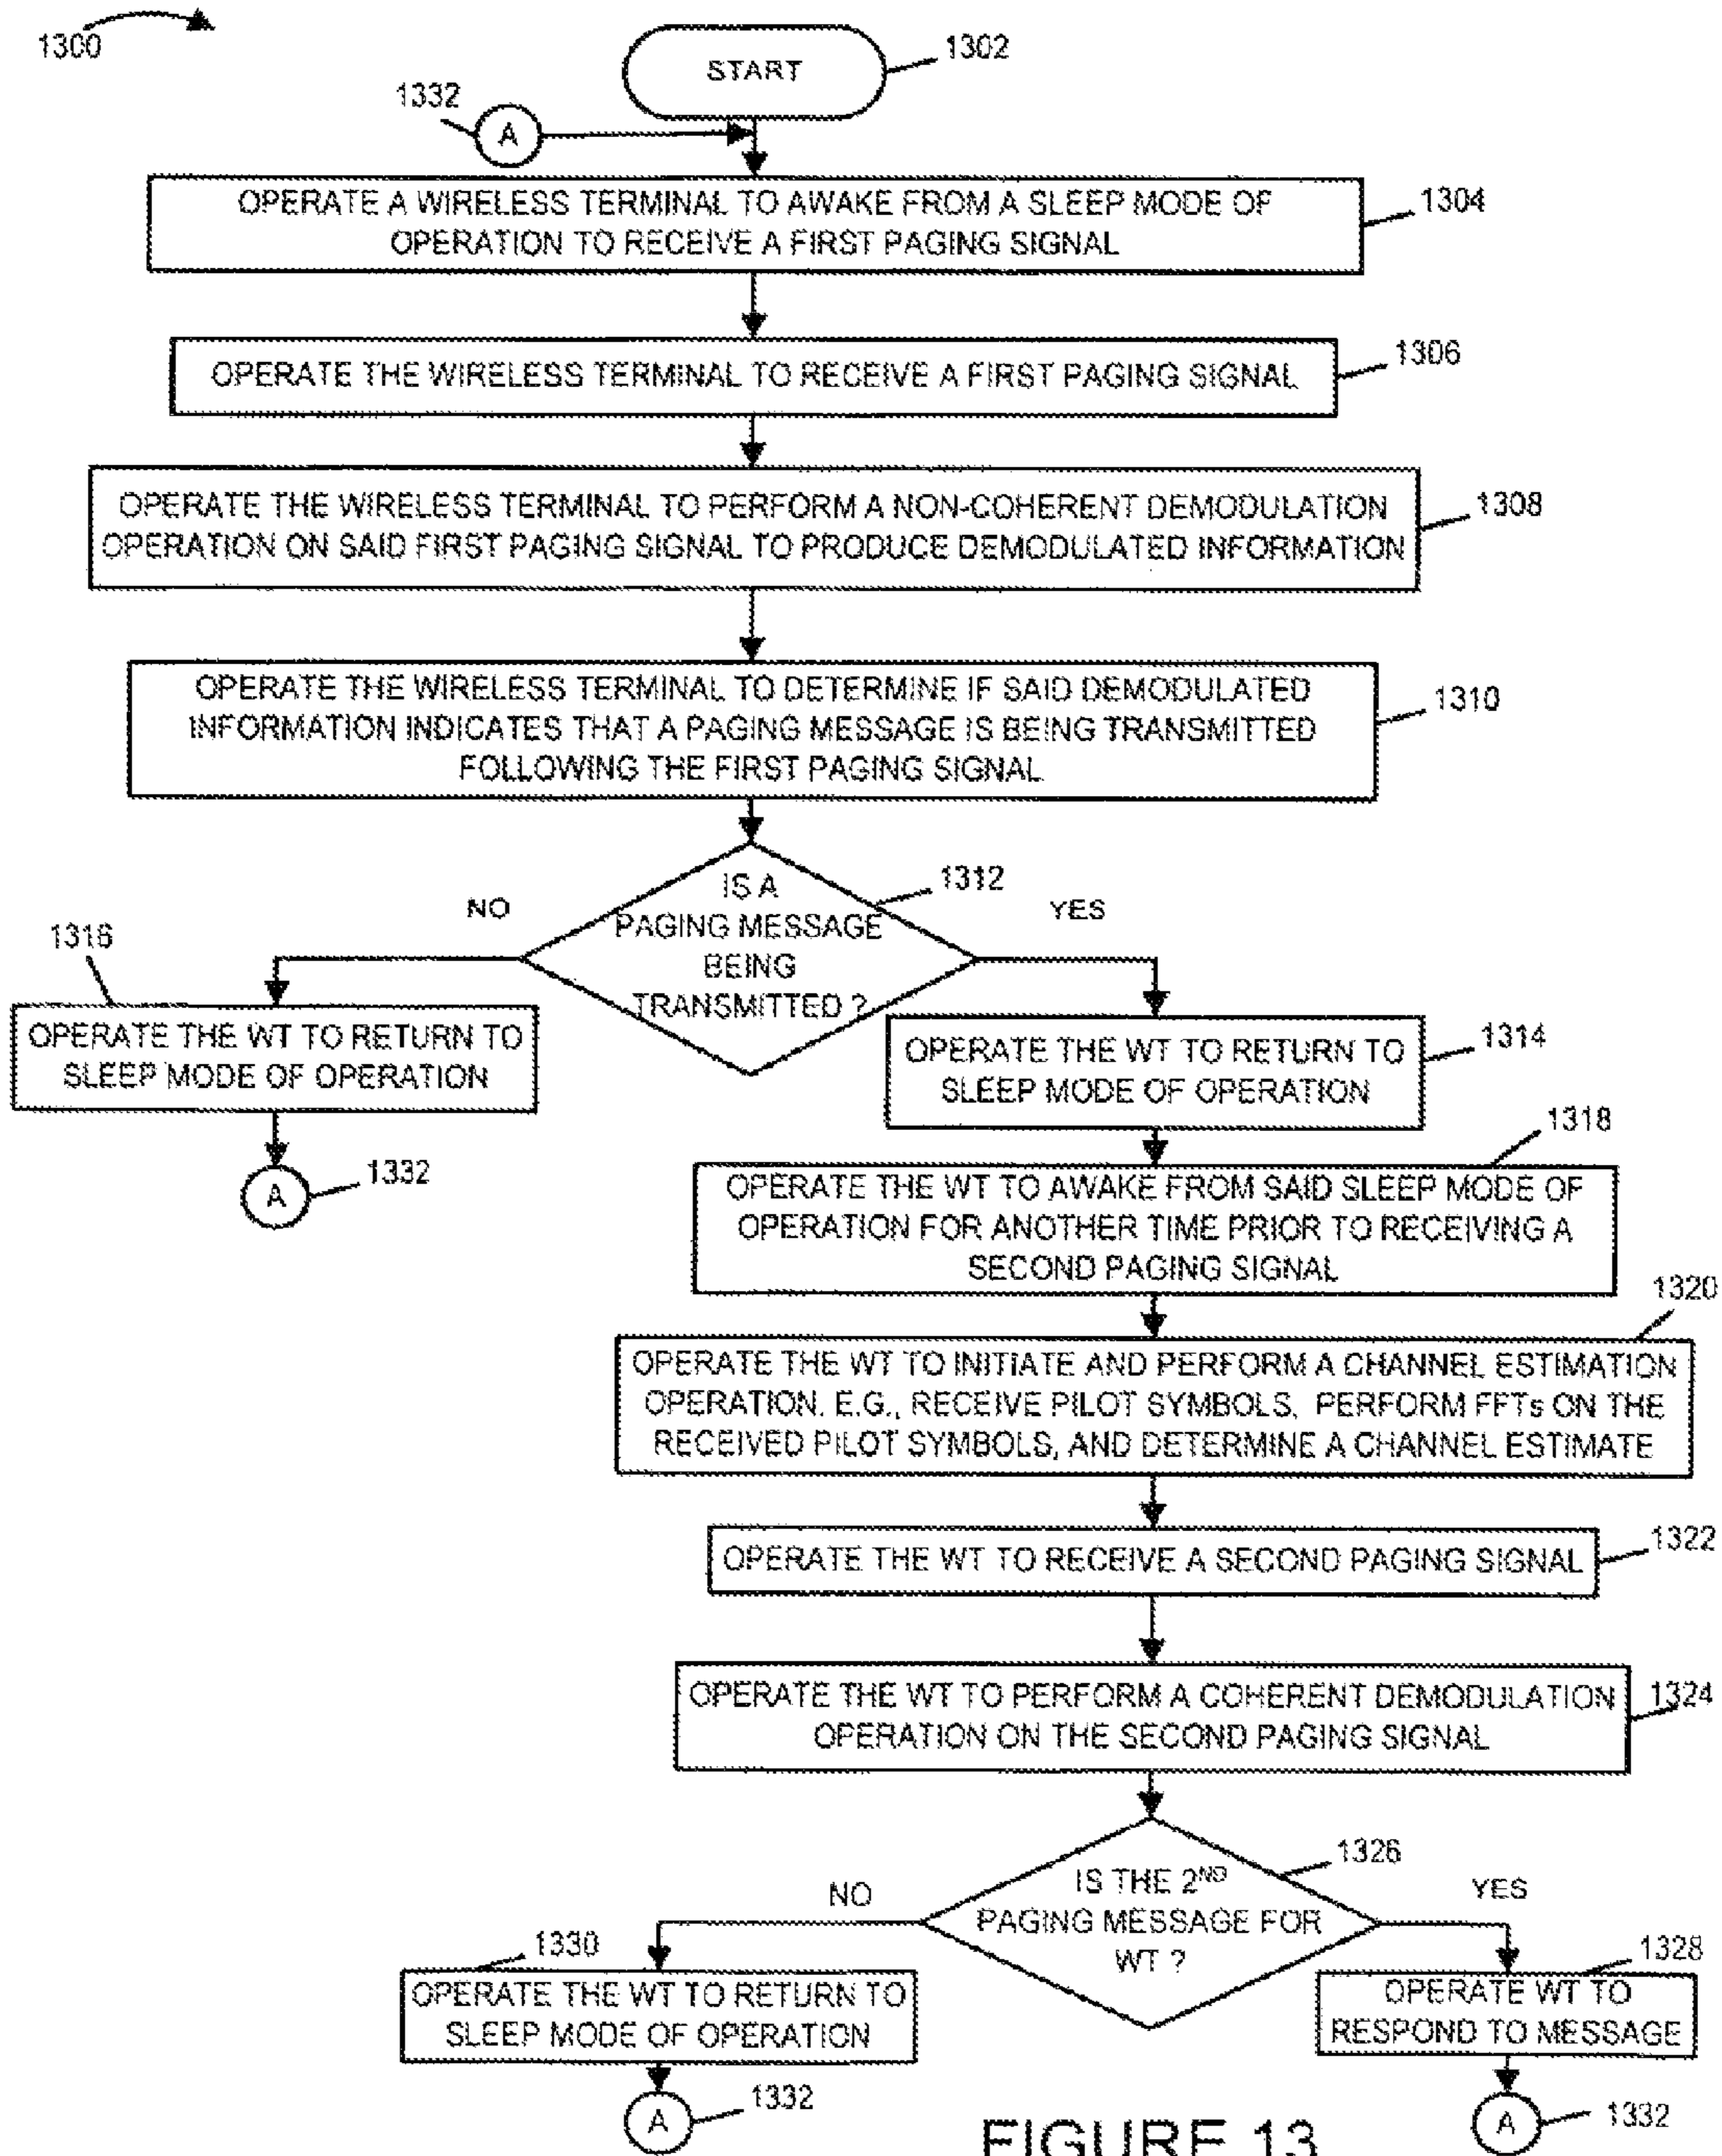 1300
START
1302
1332
A
OPERATE A WIRELESS TERMINAL TO AWAKE FROM A SLEEP MODE OF
OPERATION TO RECEIVE A FIRST PAGING SIGNAL
1304
OPERATE THE WIRELESS TERMINAL TO RECEIVE A FIRST PAGING SIGNAL
1306
OPERATE THE WIRELESS TERMINAL TO PERFORM A NON-COHERENT DEMODULATION
OPERATION ON SAID FIRST PAGING SIGNAL TO PRODUCE DEMODULATED INFORMATION
1308
OPERATE THE WIRELESS TERMINAL TO DETERMINE IF SAID DEMODULATED
INFORMATION INDICATES THAT A PAGING MESSAGE IS BEING TRANSMITTED
FOLLOWING THE FIRST PAGING SIGNAL
1310
IS A
PAGING MESSAGE
BEING
TRANSMITTED ?
1312
NO
YES
1316
OPERATE THE WT TO RETURN TO
SLEEP MODE OF OPERATION
A
1332
OPERATE THE WT TO RETURN TO
SLEEP MODE OF OPERATION
1314
1318
OPERATE THE WT TO AWAKE FROM SAID SLEEP MODE OF
OPERATION FOR ANOTHER TIME PRIOR TO RECEIVING A
SECOND PAGING SIGNAL
1320
OPERATE THE WT TO INITIATE AND PERFORM A CHANNEL ESTIMATION
OPERATION. E.G., RECEIVE PILOT SYMBOLS, PERFORM FFTs ON THE
RECEIVED PILOT SYMBOLS, AND DETERMINE A CHANNEL ESTIMATE
OPERATE THE WT TO RECEIVE A SECOND PAGING SIGNAL
1322
OPERATE THE WT TO PERFORM A COHERENT DEMODULATION
OPERATION ON THE SECOND PAGING SIGNAL
1324
IS THE 2ND
PAGING MESSAGE FOR
WT ?
1326
NO
YES
1330
OPERATE THE WT TO RETURN TO
SLEEP MODE OF OPERATION
A
1332
1328
OPERATE WT TO
RESPOND TO MESSAGE
A
1332
FIGURE 13